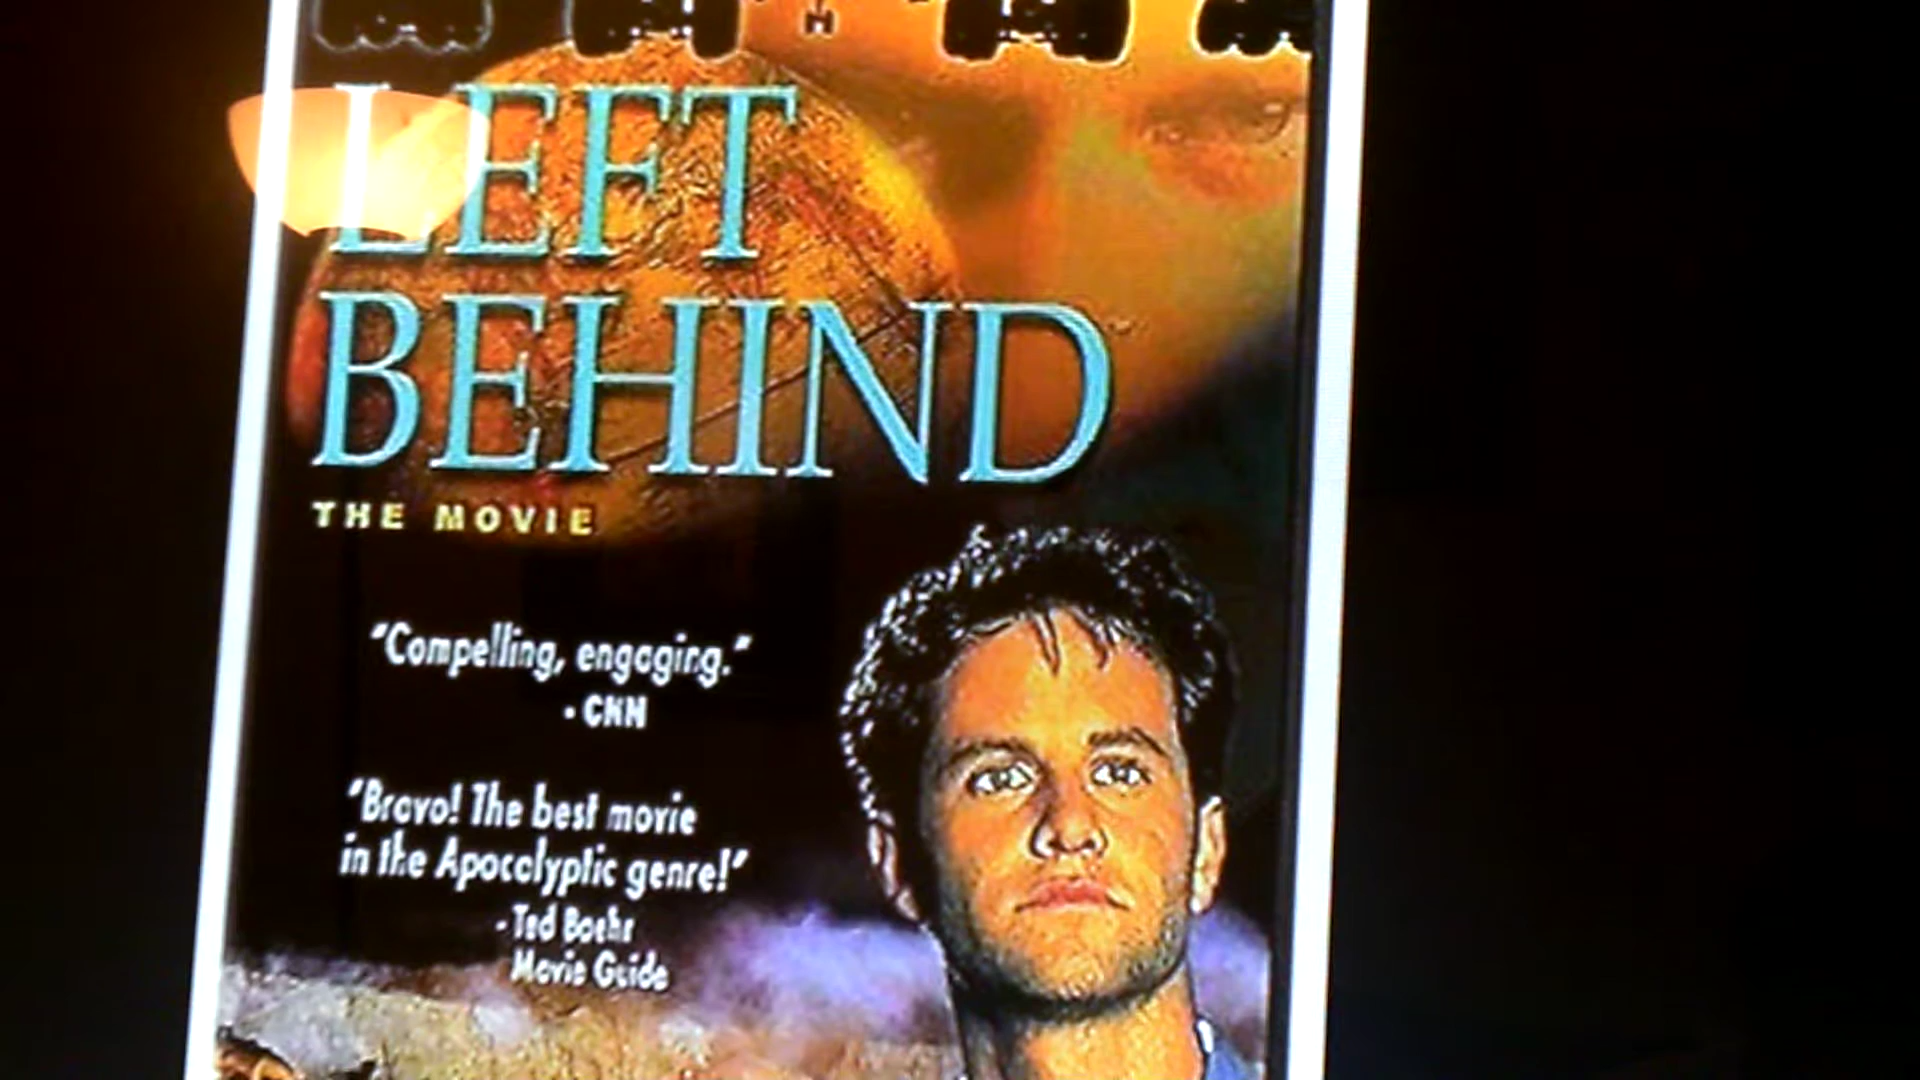 LEFT
BEHIND
THE MOVIE
"Compelling, engaging."
- CNN
"Bravo! The best movie
in the Apocalyptic genre!"
- Ted Baehr
Movie Guide